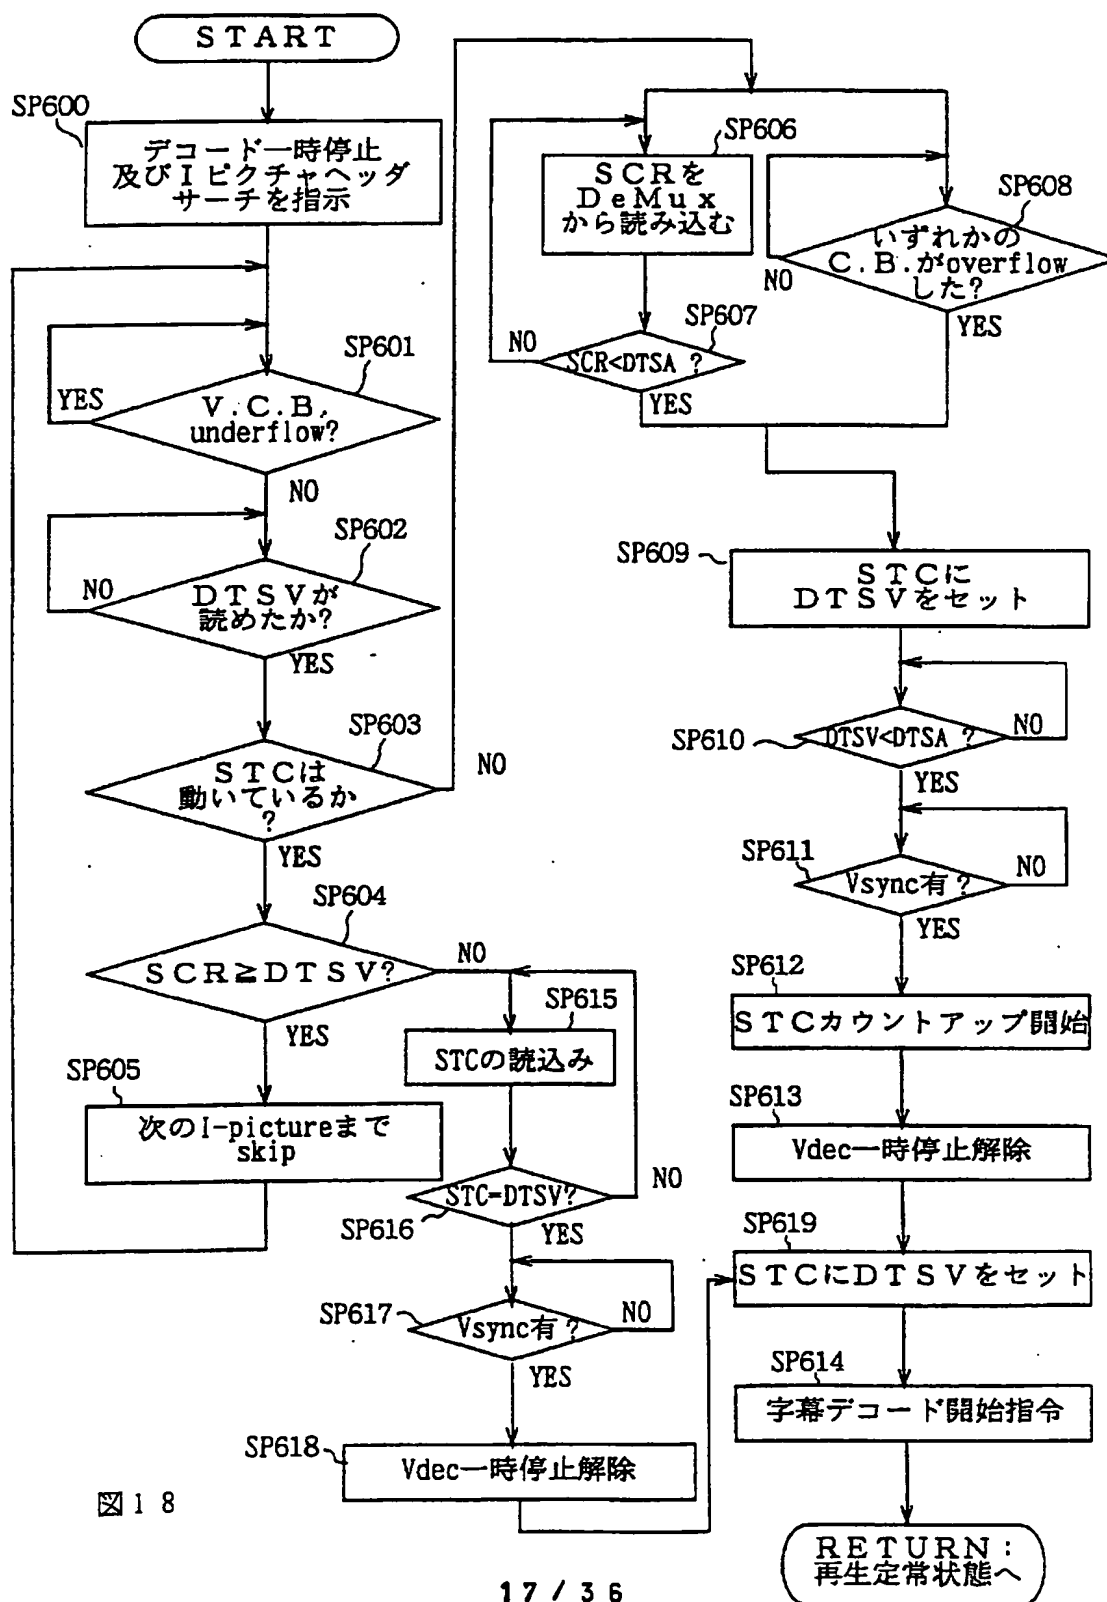 START
SP600
デコード一時停止
及びIピクチャヘッダ
サーチを指示
SP601
V.C.B.
underflow?
YES
NO
SP602
DTSVが
読めたか?
NO
YES
SP603
STCは
動いているか
?
NO
YES
SP604
SCR≧DTSV?
NO
YES
SP605
次のI-pictureまで
skip
SP615
STCの読込み
STC=DTSV?
NO
SP616
YES
SP617
Vsync有?
NO
YES
SP618
Vdec一時停止解除
SP606
SCRを
DeMux
から読み込む
SP607
NO
SCR<DTSA ?
YES
SP608
いずれかの
C.B.がoverflow
した?
NO
YES
SP609
STCに
DTSVをセット
SP610
DTSV<DTSA ?
NO
YES
SP611
Vsync有?
NO
YES
SP612
STCカウントアップ開始
SP613
Vdec一時停止解除
SP619
STCにDTSVをセット
SP614
字幕デコード開始指令
RETURN:
再生定常状態へ
図18
17/36